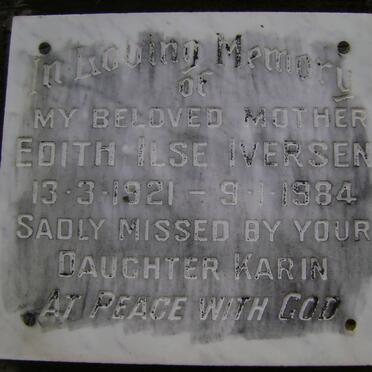 In Loving Memory
of
MY BELOVED MOTHER
EDITH ILSE IVERSEN
13·3·1921 – 9·1·1984
SADLY MISSED BY YOUR
DAUGHTER KARIN
AT PEACE WITH GOD